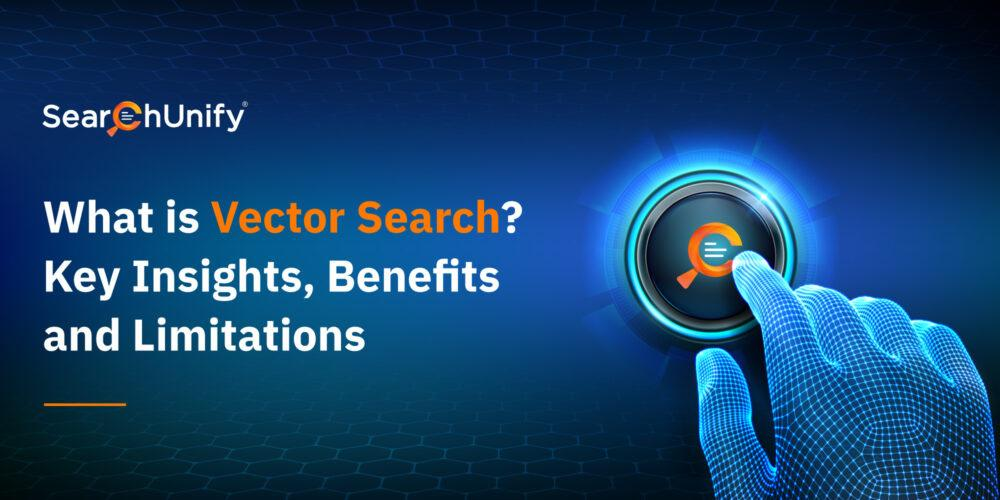 SearchUnify®
What is Vector Search?
Key Insights, Benefits
and Limitations